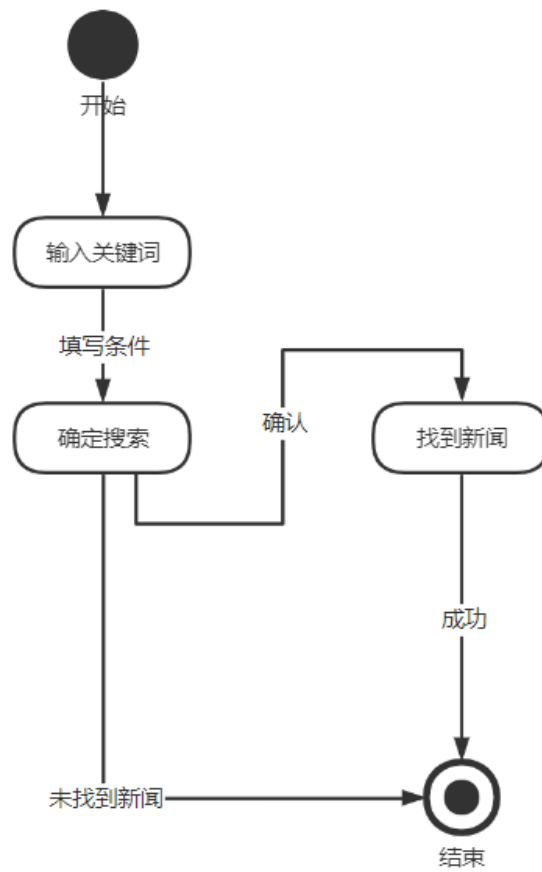 开始
输入关键词
填写条件
确认
确定搜索
找到新闻
成功
未找到新闻
结束